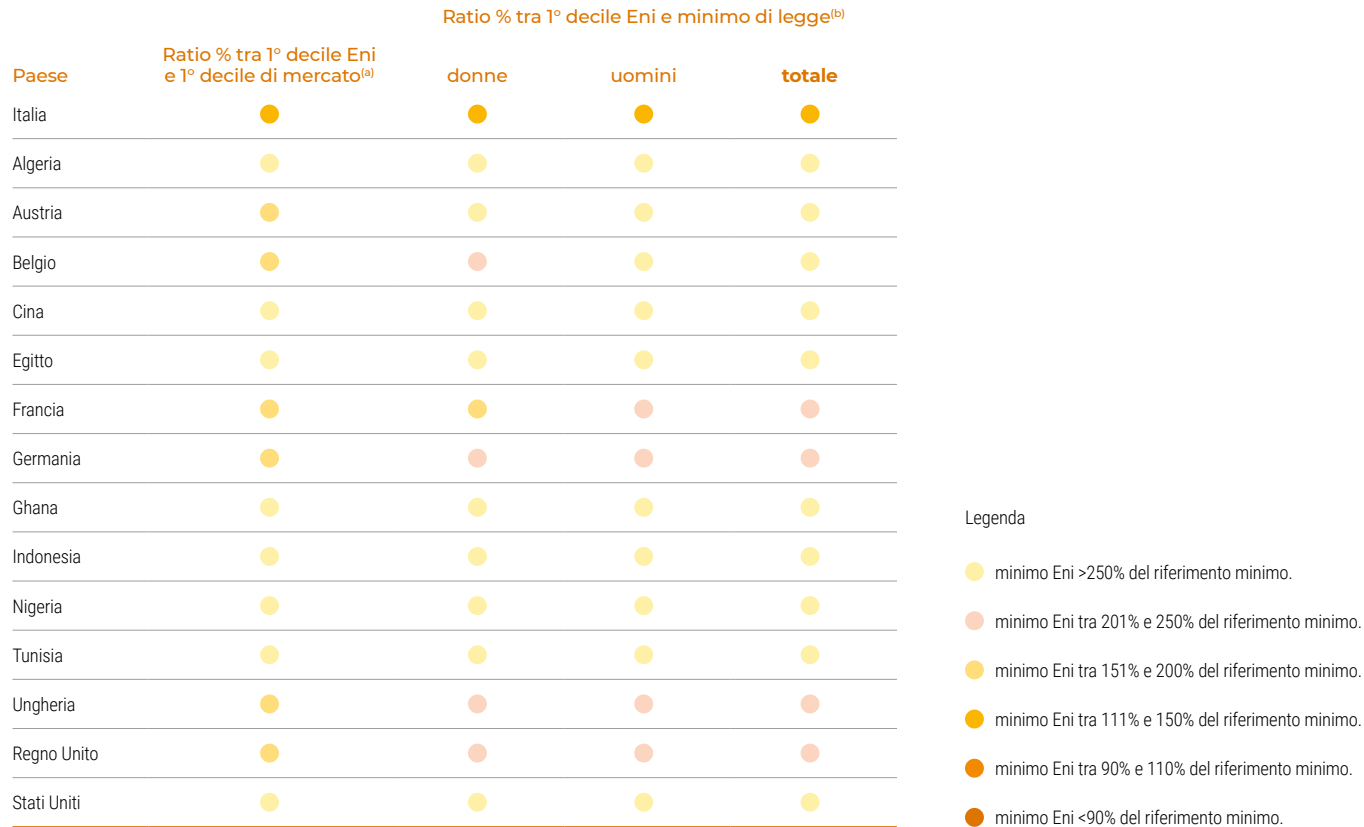 Ratio % tra 1° decile Eni e minimo di legge(b)
Ratio % tra 1° decile Eni
e 1° decile di mercato(a)
Paese
donne
uomini
totale
Italia
Algeria
Austria
Belgio
Cina
Egitto
Francia
Germania
Ghana
Indonesia
Nigeria
Tunisia
Ungheria
Regno Unito
Stati Uniti
Legenda
minimo Eni >250% del riferimento minimo.
minimo Eni tra 201% e 250% del riferimento minimo.
minimo Eni tra 151% e 200% del riferimento minimo.
minimo Eni tra 111% e 150% del riferimento minimo.
minimo Eni tra 90% e 110% del riferimento minimo.
minimo Eni <90% del riferimento minimo.